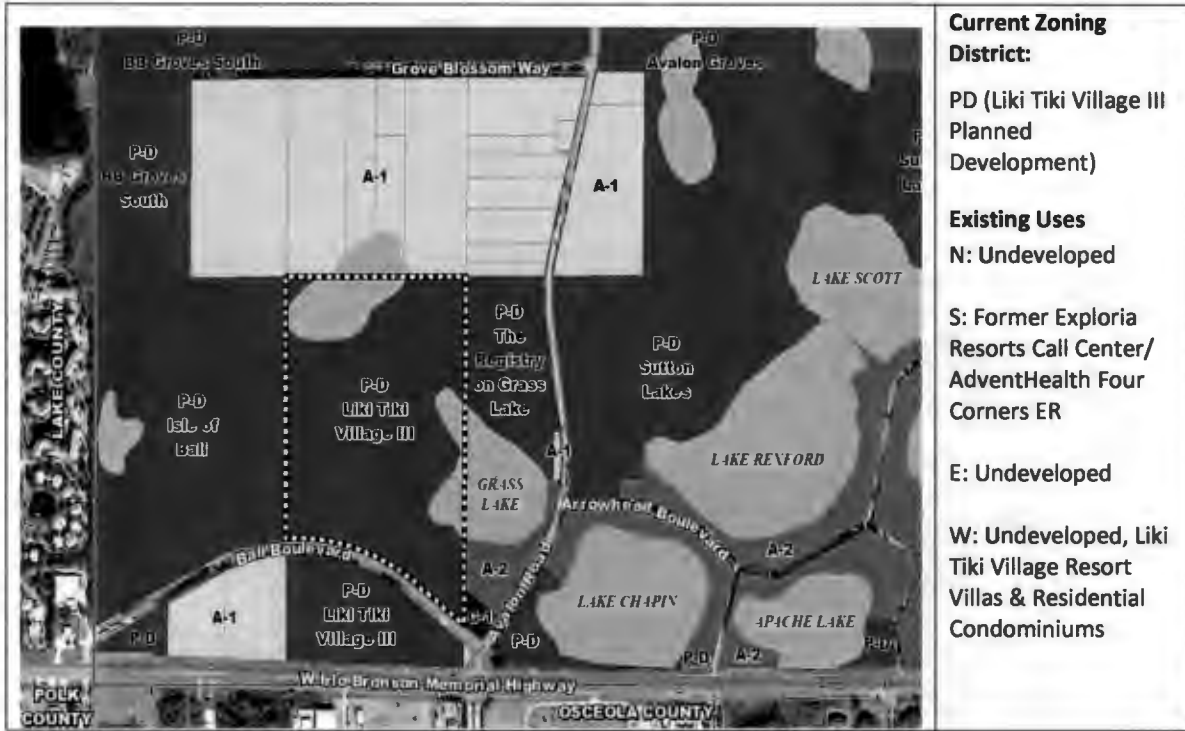 P-D
BB Groves South
P-D
Avalon Groves
Grove Blossom Way
P-D
BB Groves
South
A-1
A-1
LAKE SCOTT
P-D
The
Registry
on Grass
Lake
P-D
Sutton
Lakes
P-D
Isle of
Bali
P-D
Liki Tiki
Village III
LAKE COUNTY
A-1
GRASS
LAKE
LAKE REXFORD
Arrowhead Boulevard
Bali Boulevard
A-2
A-2
Avalon Road
A-1
P-D
Liki Tiki
Village III
C-1
LAKE CHAPIN
APACHE LAKE
P-D
P-D
P-D
A-2
P-D
W Irlo Bronson Memorial Highway
POLK
COUNTY
OSCEOLA COUNTY
Current Zoning
District:
PD (Liki Tiki Village III
Planned
Development)
Existing Uses
N: Undeveloped
S: Former Exploria
Resorts Call Center/
AdventHealth Four
Corners ER
E: Undeveloped
W: Undeveloped, Liki
Tiki Village Resort
Villas & Residential
Condominiums